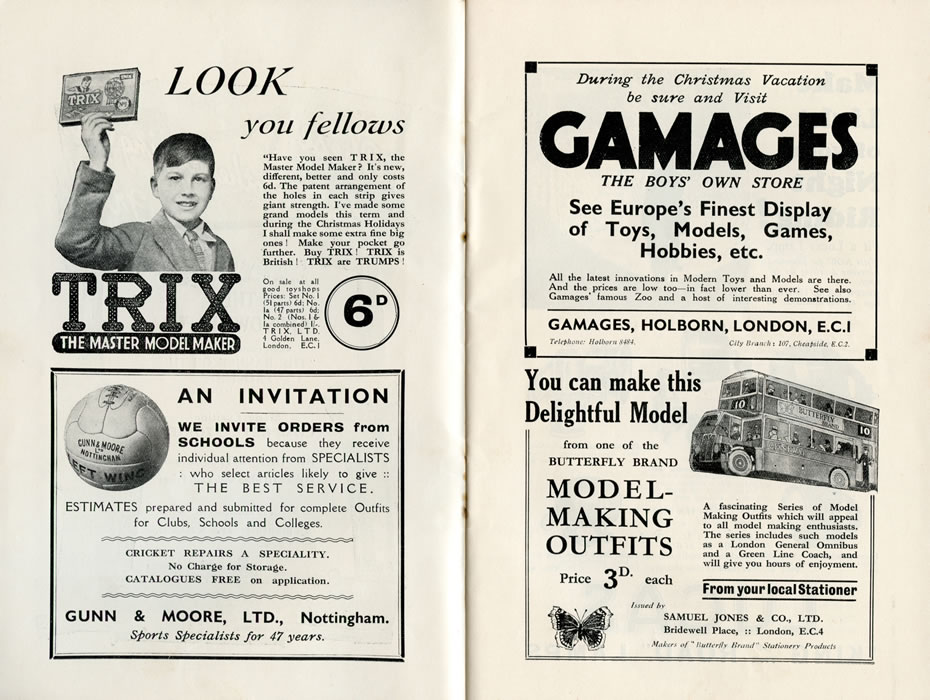 TRIX
LOOK
you fellows
"Have you seen TRIX, the
Master Model Maker? It's new,
different, better and only costs
6d. The patent arrangement of
the holes in each strip gives
giant strength. I've made some
grand models this term and
during the Christmas Holidays
I shall make some extra fine big
ones! Make your pocket go
further. Buy TRIX! TRIX is
British! TRIX are TRUMPS!
TRIX
THE MASTER MODEL MAKER
On sale at all
good toyshops
Prices: Set No. 1
(51 parts) 6d; No.
1a (47 parts) 6d;
No. 2 (Nos. 1 &
1a combined) 1/-.
TRIX, LTD.
4 Golden Lane,
London, E.C.1
6D
GUNN & MOORE
LTD
NOTTINGHAM
LEFT-WING
AN INVITATION
WE INVITE ORDERS from
SCHOOLS because they receive
individual attention from SPECIALISTS
: who select articles likely to give ::
THE BEST SERVICE.
ESTIMATES prepared and submitted for complete Outfits
for Clubs, Schools and Colleges.
CRICKET REPAIRS A SPECIALITY.
No Charge for Storage.
CATALOGUES FREE on application.
GUNN & MOORE, LTD., Nottingham.
Sports Specialists for 47 years.
During the Christmas Vacation
be sure and Visit
GAMAGES
THE BOYS' OWN STORE
See Europe's Finest Display
of Toys, Models, Games,
Hobbies, etc.
All the latest innovations in Modern Toys and Models are there.
And the prices are low too—in fact lower than ever. See also
Gamages' famous Zoo and a host of interesting demonstrations.
GAMAGES, HOLBORN, LONDON, E.C.1
Telephone: Holborn 8484. City Branch: 107, Cheapside, E.C.2.
You can make this
Delightful Model
10
BUTTERFLY
BRAND
10
from one of the
BUTTERFLY BRAND
MODEL-
MAKING
OUTFITS
Price 3D. each
A fascinating Series of Model
Making Outfits which will appeal
to all model making enthusiasts.
The series includes such models
as a London General Omnibus
and a Green Line Coach, and
will give you hours of enjoyment.
From your local Stationer
Issued by
SAMUEL JONES & CO., LTD.
Bridewell Place, :: London, E.C.4
Makers of "Butterfly Brand" Stationery Products